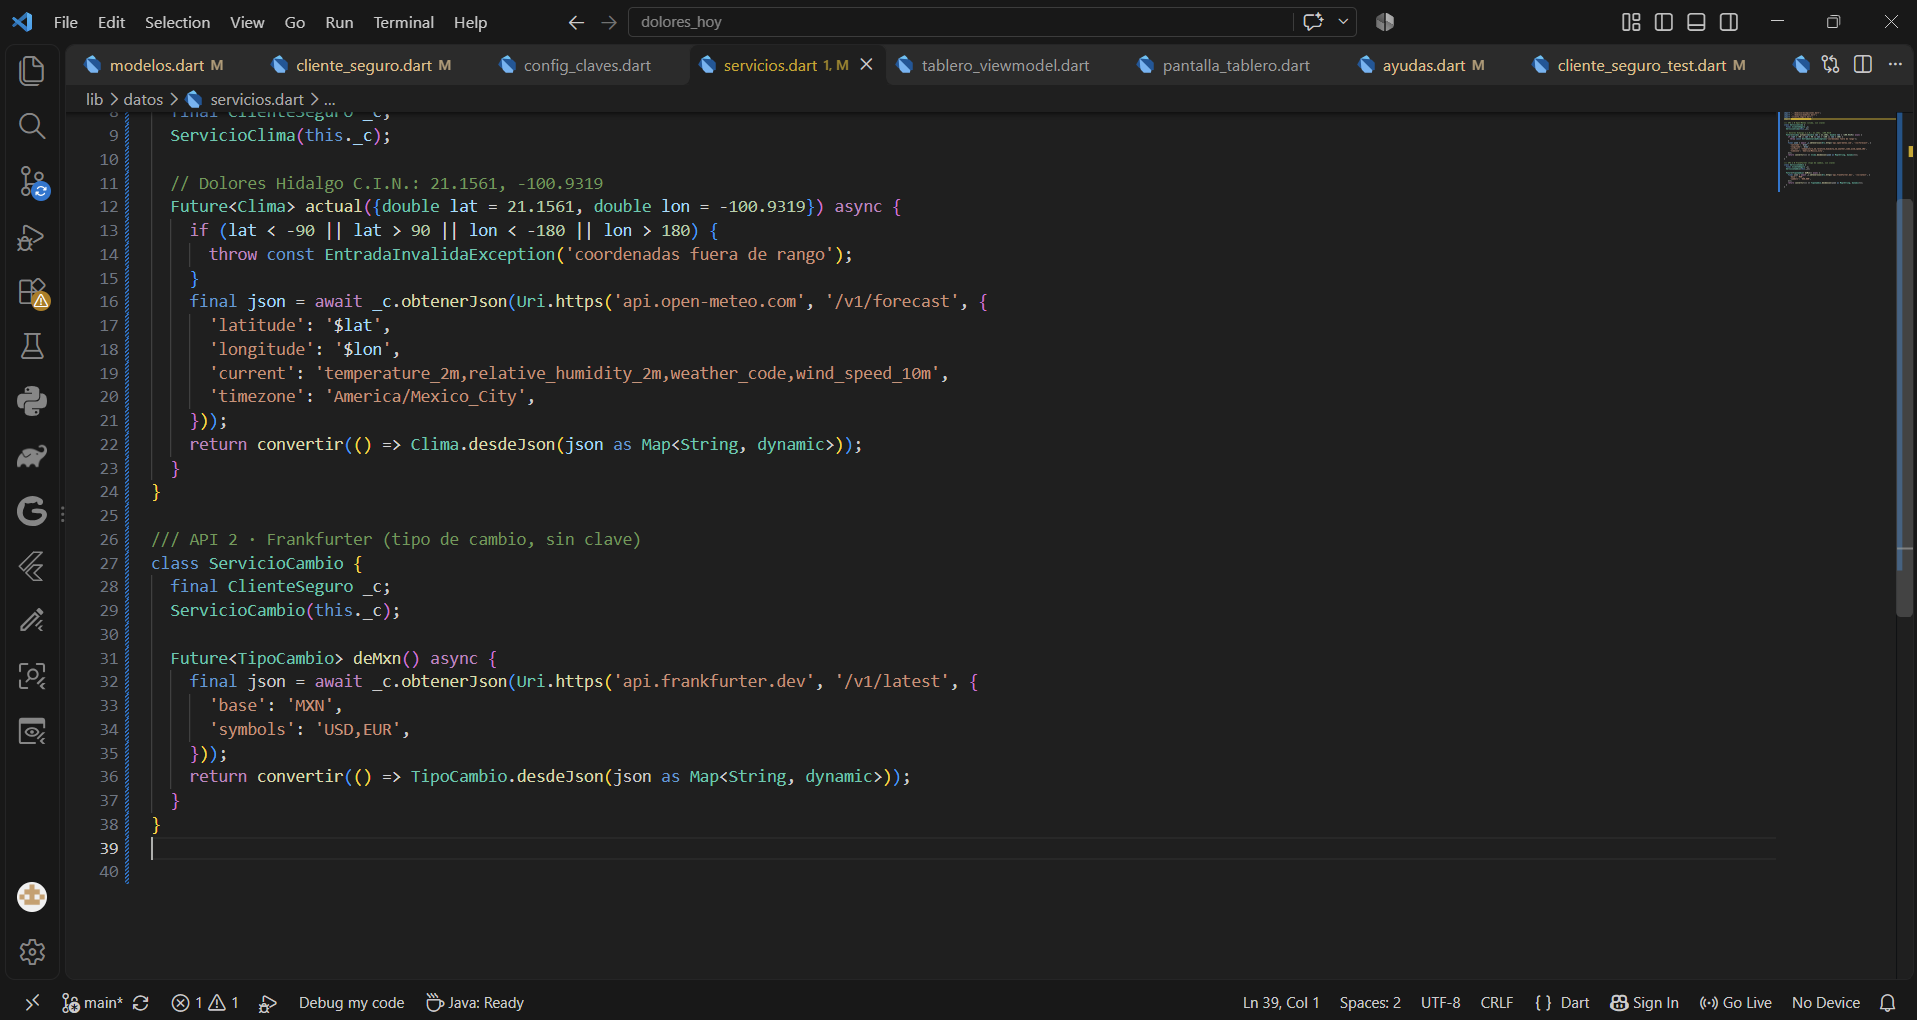 File Edit Selection View Go Run Terminal Help
dolores_hoy
modelos.dart M cliente_seguro.dart M config_claves.dart servicios.dart 1, M tablero_viewmodel.dart pantalla_tablero.dart ayudas.dart M cliente_seguro_test.dart M
lib > datos > servicios.dart > ...
8 final ClienteSeguro _c;
9 ServicioClima(this._c);
10
11 // Dolores Hidalgo C.I.N.: 21.1561, -100.9319
12 Future<Clima> actual({double lat = 21.1561, double lon = -100.9319}) async {
13 if (lat < -90 || lat > 90 || lon < -180 || lon > 180) {
14 throw const EntradaInvalidaException('coordenadas fuera de rango');
15 }
16 final json = await _c.obtenerJson(Uri.https('api.open-meteo.com', '/v1/forecast', {
17 'latitude': '$lat',
18 'longitude': '$lon',
19 'current': 'temperature_2m,relative_humidity_2m,weather_code,wind_speed_10m',
20 'timezone': 'America/Mexico_City',
21 }));
22 return convertir(() => Clima.desdeJson(json as Map<String, dynamic>));
23 }
24 }
25
26 /// API 2 · Frankfurter (tipo de cambio, sin clave)
27 class ServicioCambio {
28 final ClienteSeguro _c;
29 ServicioCambio(this._c);
30
31 Future<TipoCambio> deMxn() async {
32 final json = await _c.obtenerJson(Uri.https('api.frankfurter.dev', '/v1/latest', {
33 'base': 'MXN',
34 'symbols': 'USD,EUR',
35 }));
36 return convertir(() => TipoCambio.desdeJson(json as Map<String, dynamic>));
37 }
38 }
39
40
main* 1 1 Debug my code Java: Ready Ln 39, Col 1 Spaces: 2 UTF-8 CRLF { } Dart Sign In Go Live No Device